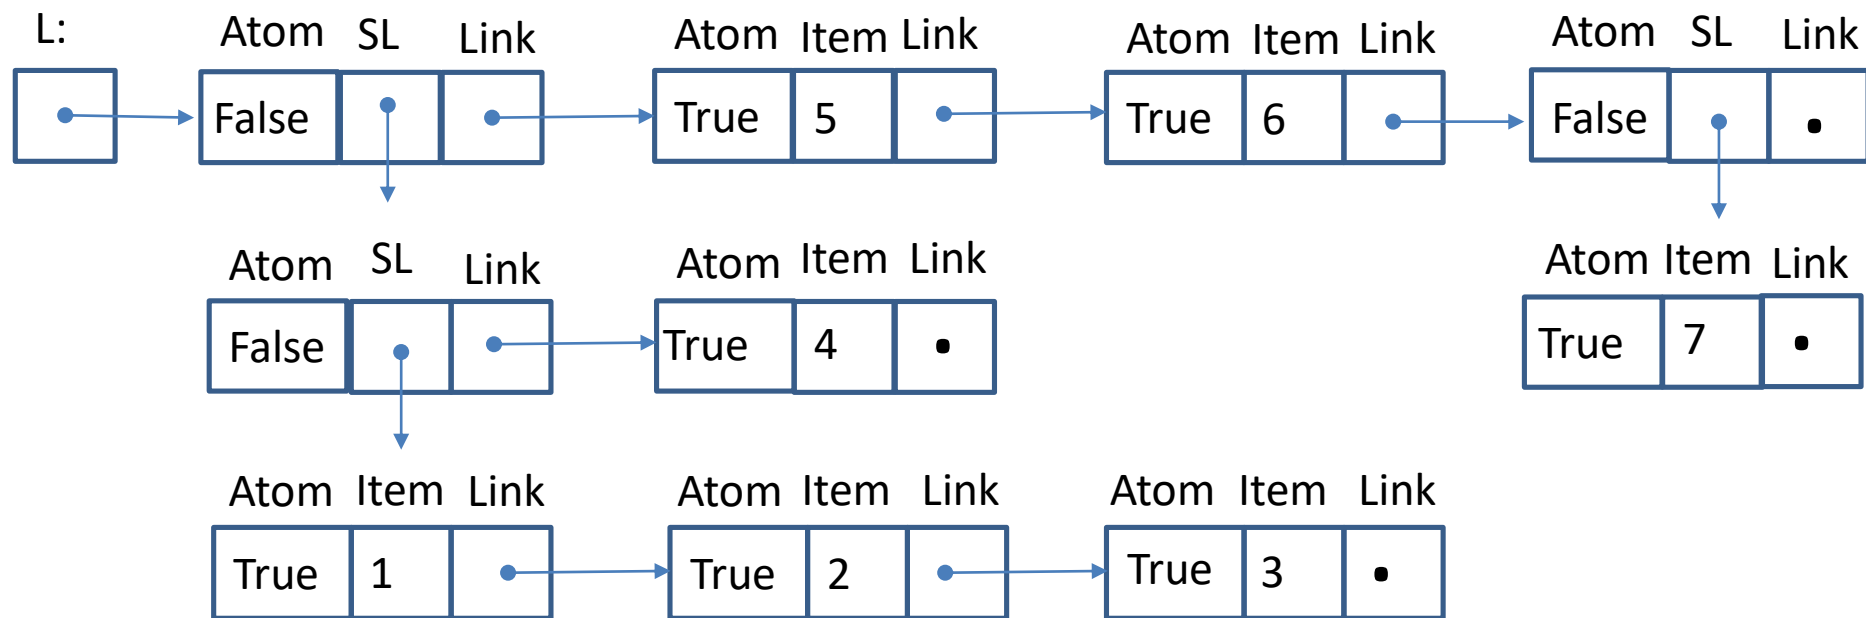 L: Atom SL Link Atom Item Link Atom Item Link Atom SL Link
False True 5 True 6 False
Atom SL Link Atom Item Link Atom Item Link
False True 4 True 7
Atom Item Link Atom Item Link Atom Item Link
True 1 True 2 True 3